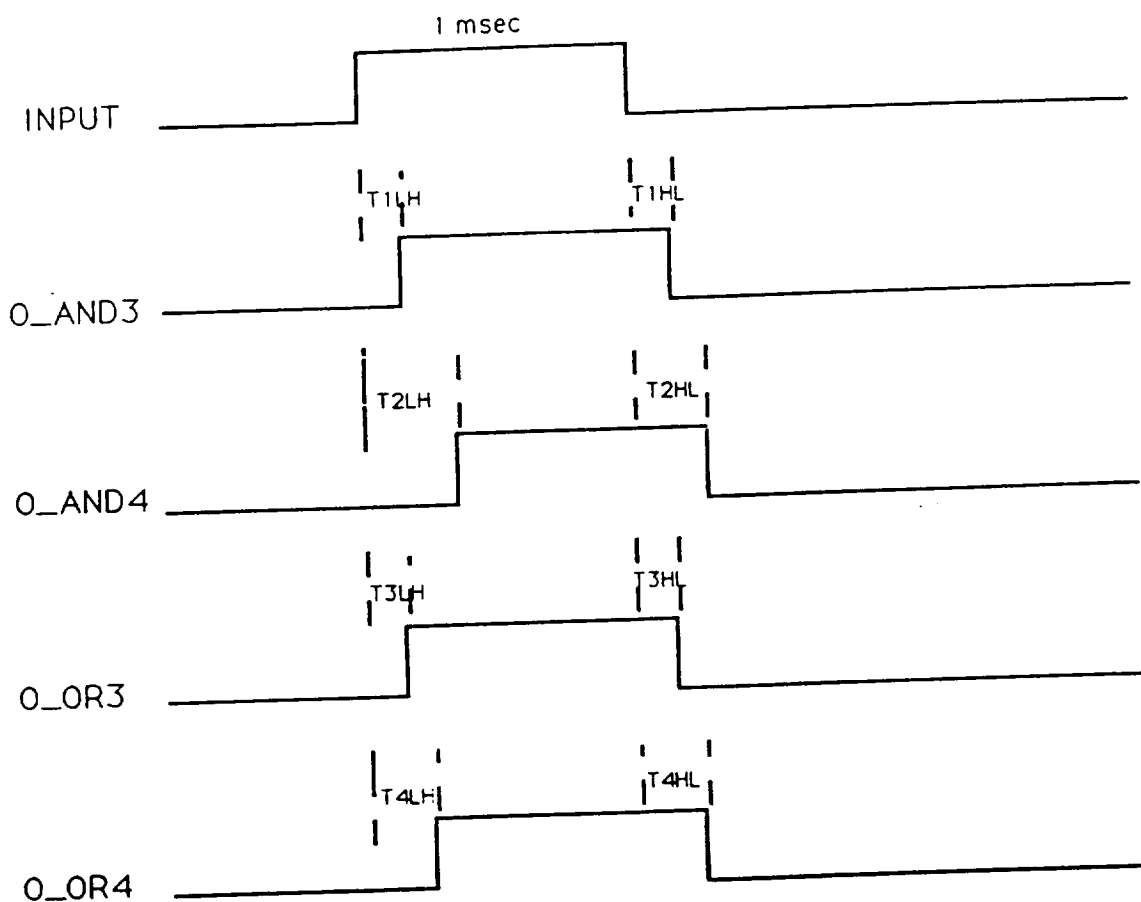 1 msec
INPUT
T1LH T1HL
O_AND3
T2LH T2HL
O_AND4
T3LH T3HL
O_OR3
T4LH T4HL
O_OR4